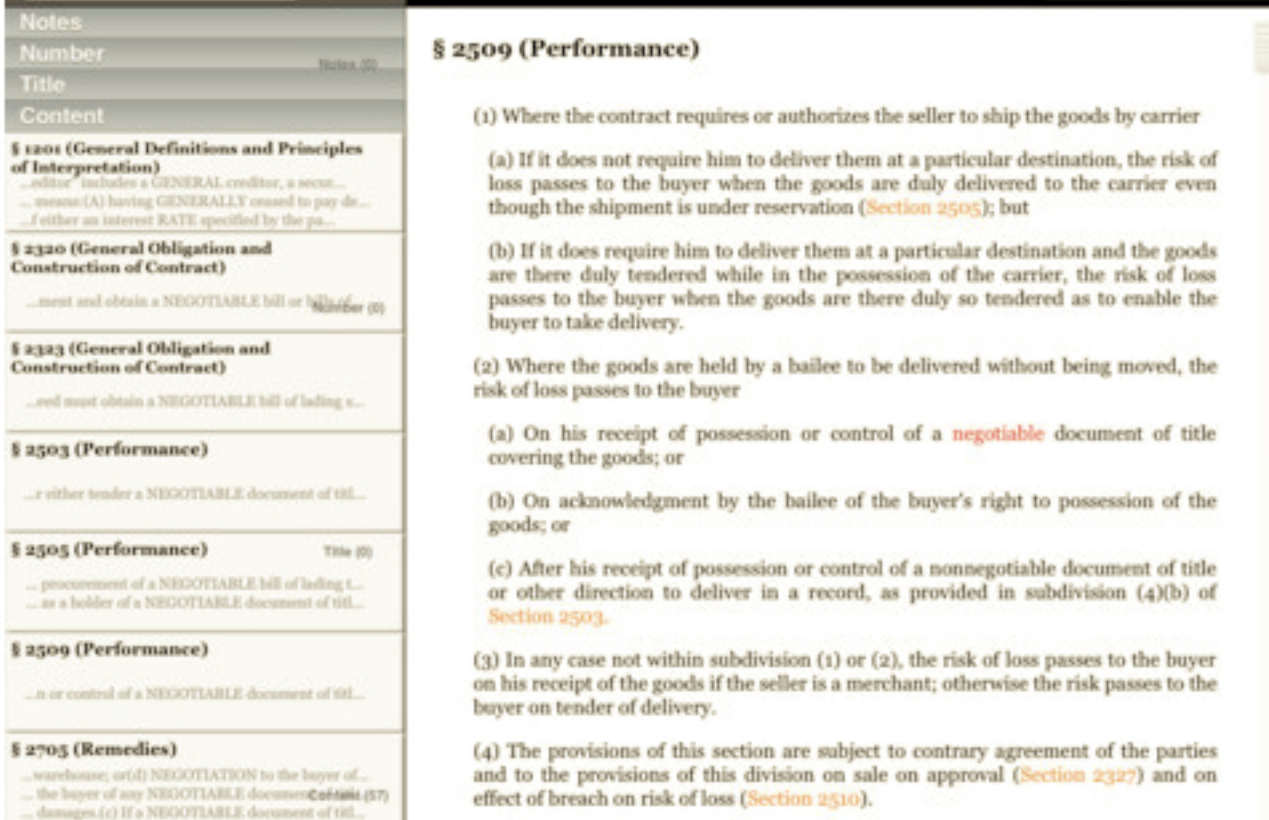 Notes
Number
Notes (0)
Title
Content
§ 1201 (General Definitions and Principles
of Interpretation)
...editor" includes a GENERAL creditor, a secur...
... means:(A) having GENERALLY ceased to pay de...
...f either an interest RATE specified by the pa...
§ 2320 (General Obligation and
Construction of Contract)
...ment and obtain a NEGOTIABLE bill or bills of...
Number (0)
§ 2323 (General Obligation and
Construction of Contract)
...eed must obtain a NEGOTIABLE bill of lading s...
§ 2503 (Performance)
...r either tender a NEGOTIABLE document of titl...
§ 2505 (Performance)
Title (0)
... procurement of a NEGOTIABLE bill of lading t...
... as a holder of a NEGOTIABLE document of titl...
§ 2509 (Performance)
...n or control of a NEGOTIABLE document of titl...
§ 2705 (Remedies)
...warehouse; or(d) NEGOTIATION to the buyer of...
... the buyer of any NEGOTIABLE document
Content (57)
... damages.(c) If a NEGOTIABLE document of titl...
§ 2509 (Performance)
(1) Where the contract requires or authorizes the seller to ship the goods by carrier
(a) If it does not require him to deliver them at a particular destination, the risk of
loss passes to the buyer when the goods are duly delivered to the carrier even
though the shipment is under reservation (Section 2505); but
(b) If it does require him to deliver them at a particular destination and the goods
are there duly tendered while in the possession of the carrier, the risk of loss
passes to the buyer when the goods are there duly so tendered as to enable the
buyer to take delivery.
(2) Where the goods are held by a bailee to be delivered without being moved, the
risk of loss passes to the buyer
(a) On his receipt of possession or control of a negotiable document of title
covering the goods; or
(b) On acknowledgment by the bailee of the buyer's right to possession of the
goods; or
(c) After his receipt of possession or control of a nonnegotiable document of title
or other direction to deliver in a record, as provided in subdivision (4)(b) of
Section 2503.
(3) In any case not within subdivision (1) or (2), the risk of loss passes to the buyer
on his receipt of the goods if the seller is a merchant; otherwise the risk passes to the
buyer on tender of delivery.
(4) The provisions of this section are subject to contrary agreement of the parties
and to the provisions of this division on sale on approval (Section 2327) and on
effect of breach on risk of loss (Section 2510).